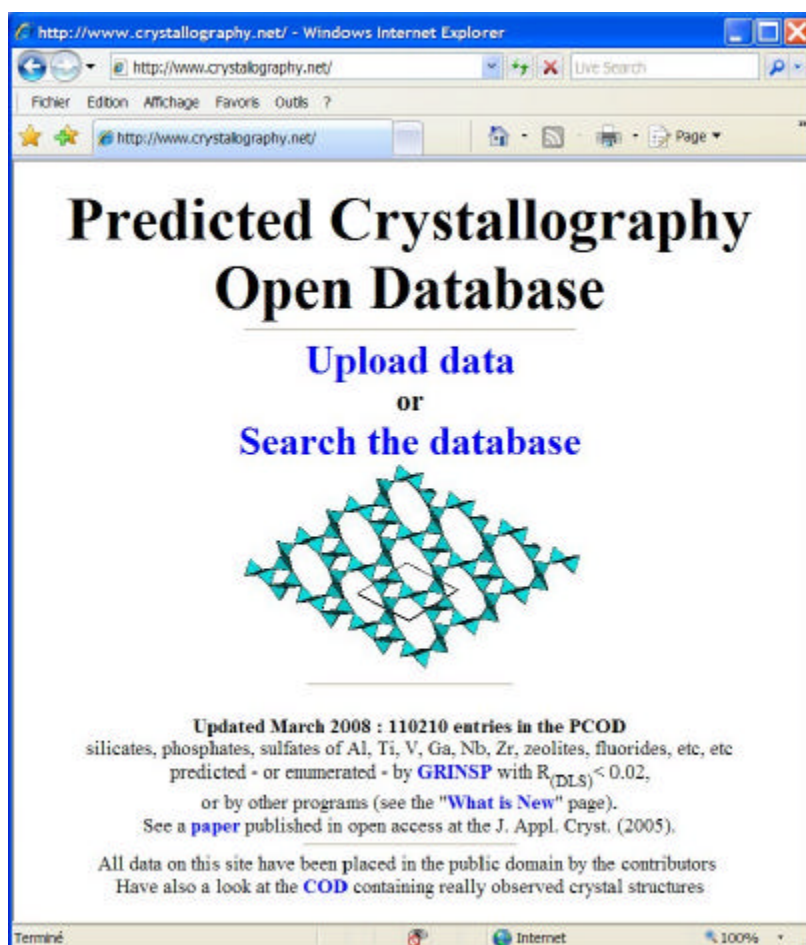 http://www.crystallography.net/ - Windows Internet Explorer
http://www.crystalography.net/
Live Search
Fichier Edition Affichage Favoris Outils ?
http://www.crystalography.net/
Page
Predicted Crystallography
Open Database
Upload data
or
Search the database
Updated March 2008 : 110210 entries in the PCOD
silicates, phosphates, sulfates of Al, Ti, V, Ga, Nb, Zr, zeolites, fluorides, etc, etc
predicted - or enumerated - by GRINSP with R(DLS)< 0.02,
or by other programs (see the "What is New" page).
See a paper published in open access at the J. Appl. Cryst. (2005).
All data on this site have been placed in the public domain by the contributors
Have also a look at the COD containing really observed crystal structures
Terminé
Internet
100%